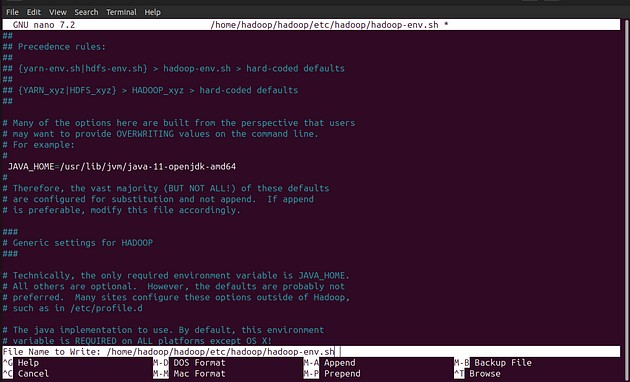 File Edit View Search Terminal Help
GNU nano 7.2 /home/hadoop/hadoop/etc/hadoop/hadoop-env.sh *
##
## Precedence rules:
##
## {yarn-env.sh|hdfs-env.sh} > hadoop-env.sh > hard-coded defaults
##
## {YARN_xyz|HDFS_xyz} > HADOOP_xyz > hard-coded defaults
##
# Many of the options here are built from the perspective that users
# may want to provide OVERWRITING values on the command line.
# For example:
#
JAVA_HOME=/usr/lib/jvm/java-11-openjdk-amd64
#
# Therefore, the vast majority (BUT NOT ALL!) of these defaults
# are configured for substitution and not append.  If append
# is preferable, modify this file accordingly.
###
# Generic settings for HADOOP
###
# Technically, the only required environment variable is JAVA_HOME.
# All others are optional.  However, the defaults are probably not
# preferred.  Many sites configure these options outside of Hadoop,
# such as in /etc/profile.d
# The java implementation to use. By default, this environment
# variable is REQUIRED on ALL platforms except OS X!
File Name to Write: /home/hadoop/hadoop/etc/hadoop/hadoop-env.sh
^G Help M-D DOS Format M-A Append M-B Backup File
^C Cancel M-M Mac Format M-P Prepend ^T Browse